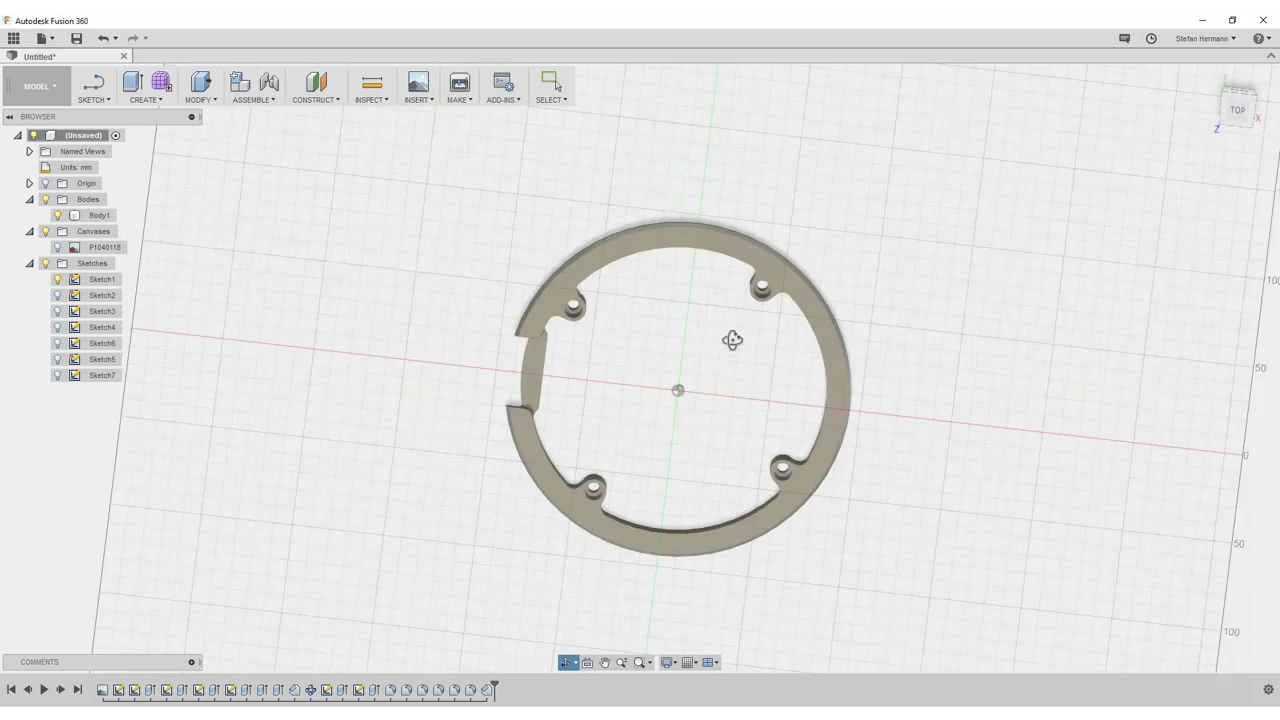 Autodesk Fusion 360
Stefan Hermann
Untitled*
MODEL
SKETCH
CREATE
MODIFY
ASSEMBLE
CONSTRUCT
INSPECT
INSERT
MAKE
ADD-INS
SELECT
BROWSER
TOP
X
Z
Y
(Unsaved)
Named Views
Units: mm
Origin
Bodies
Body1
Canvases
P1040118
Sketches
Sketch1
Sketch2
Sketch3
Sketch4
Sketch6
Sketch5
Sketch7
100
50
0
50
100
COMMENTS